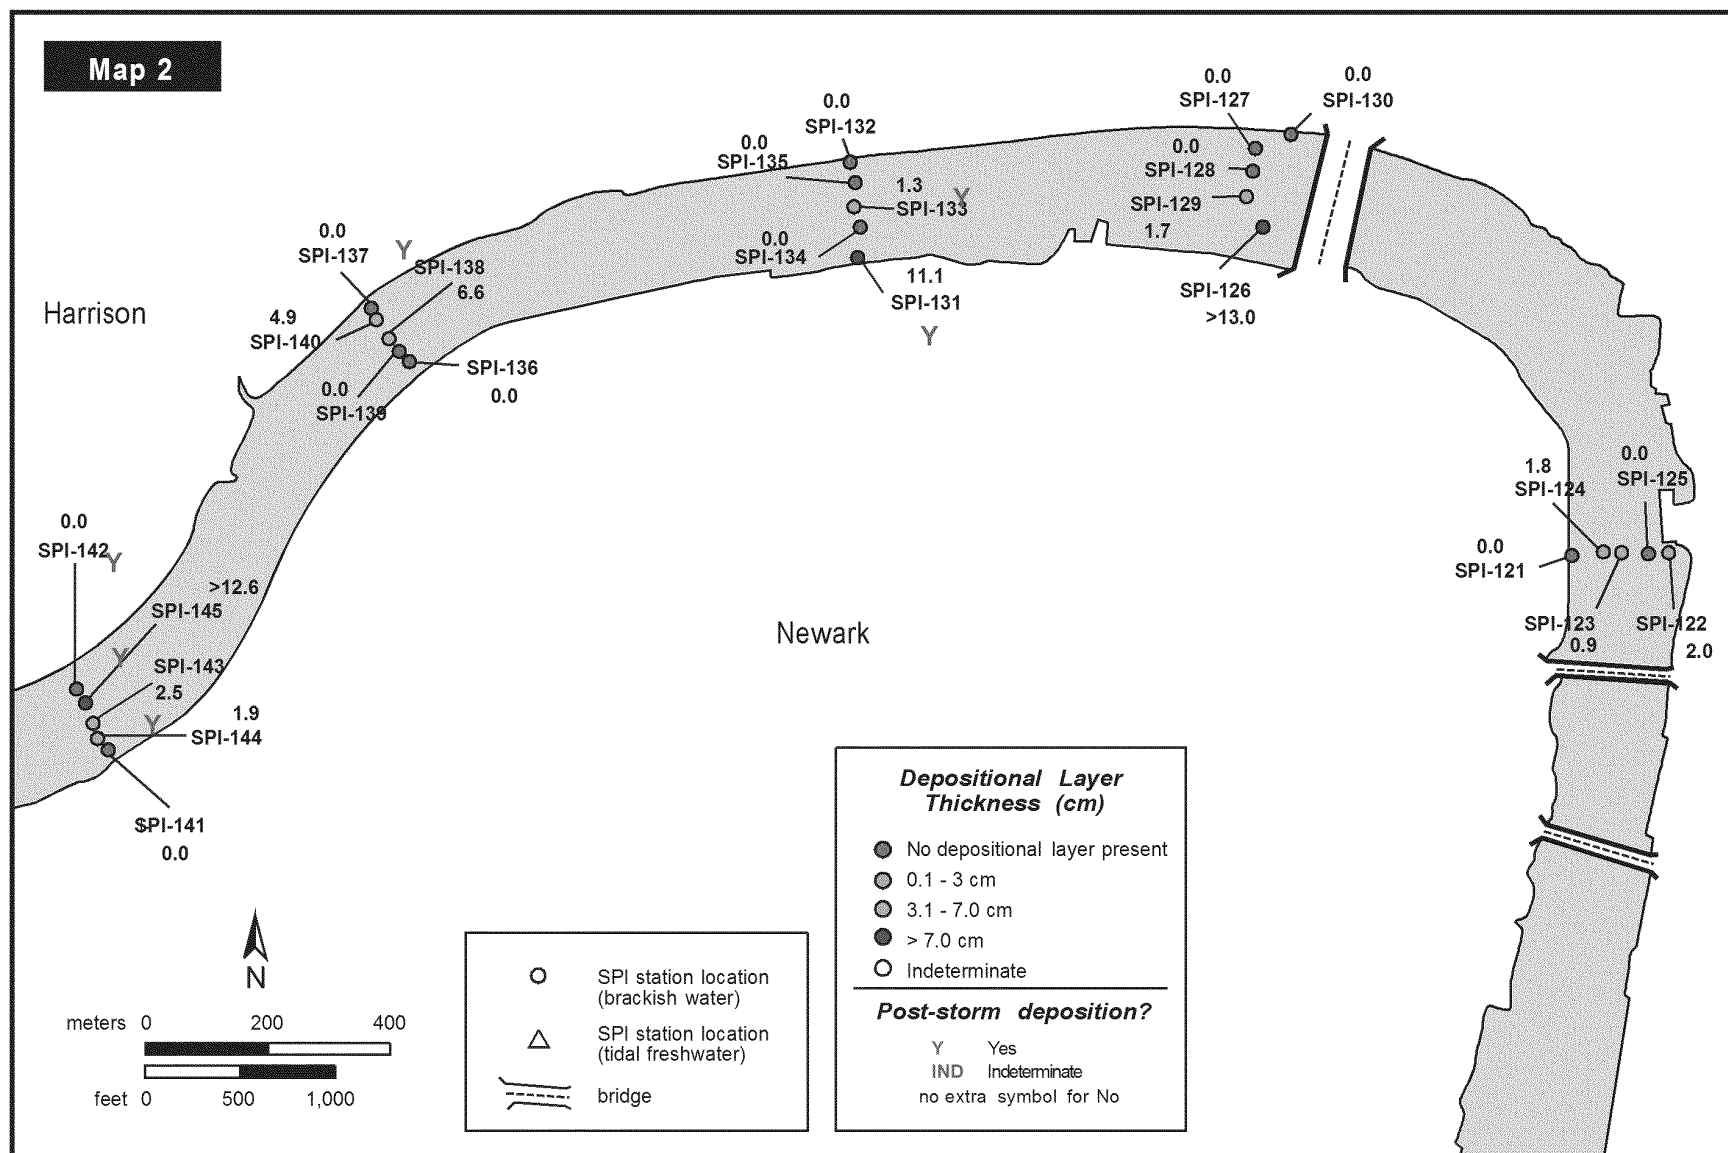 Map 2
0.0
SPI-127
0.0
SPI-130
0.0
SPI-132
0.0
SPI-135
0.0
SPI-128
1.3
SPI-133
Y
SPI-129
1.7
0.0
SPI-134
11.1
SPI-131
Y
SPI-126
>13.0
0.0
SPI-137
Y
SPI-138
6.6
Harrison
4.9
SPI-140
SPI-136
0.0
0.0
SPI-139
1.8
SPI-124
0.0
SPI-125
0.0
SPI-121
SPI-123
0.9
SPI-122
2.0
0.0
SPI-142
Y
>12.6
SPI-145
Y
SPI-143
2.5
Y
1.9
SPI-144
SPI-141
0.0
Newark
N
meters 0 200 400
feet 0 500 1,000
SPI station location
(brackish water)
SPI station location
(tidal freshwater)
bridge
Depositional Layer
Thickness (cm)
No depositional layer present
0.1 - 3 cm
3.1 - 7.0 cm
> 7.0 cm
Indeterminate
Post-storm deposition?
Y Yes
IND Indeterminate
no extra symbol for No